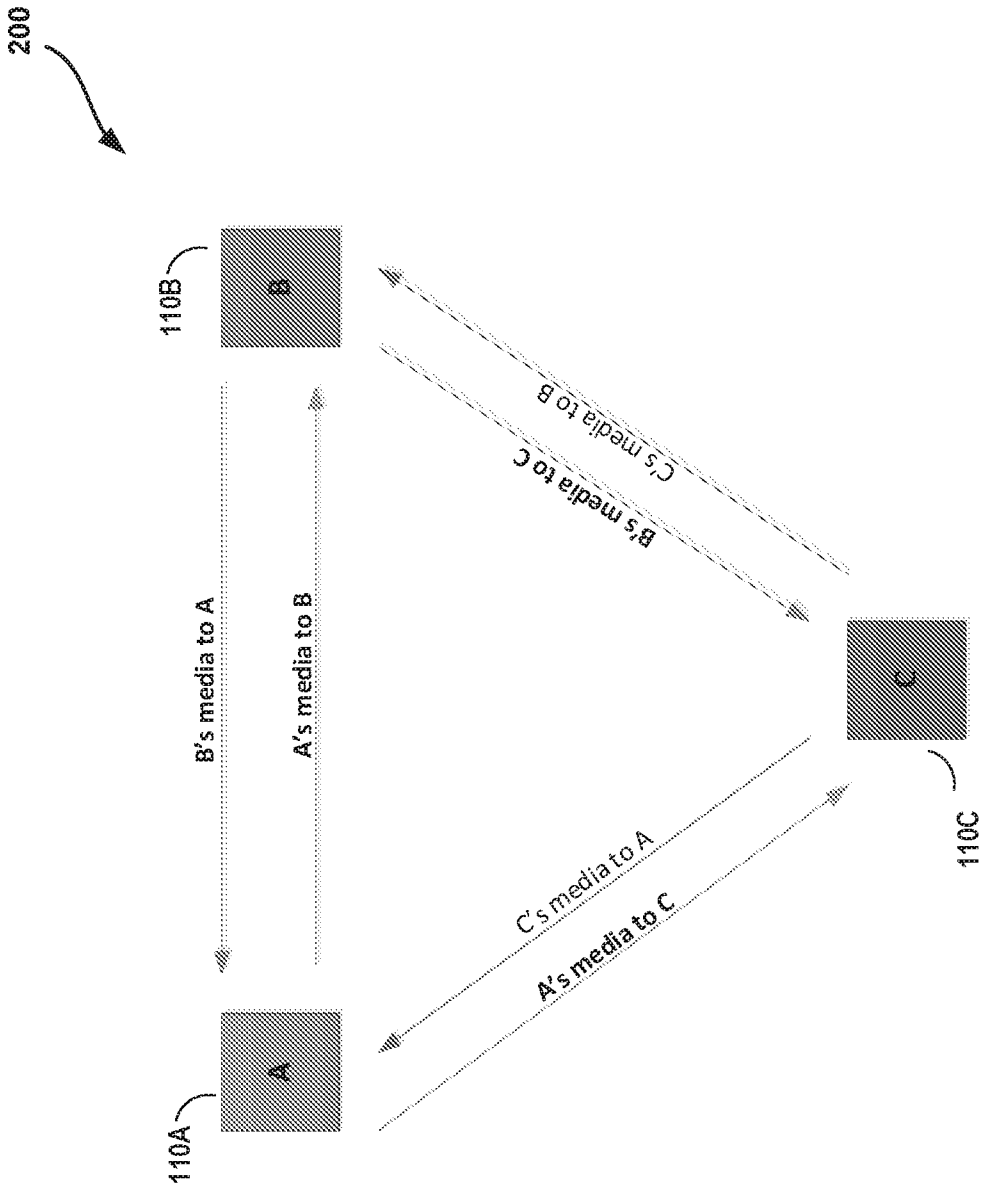 200
110A
A
B's media to A
A's media to B
110B
B
C's media to A
A's media to C
B's media to C
C's media to B
C
110C